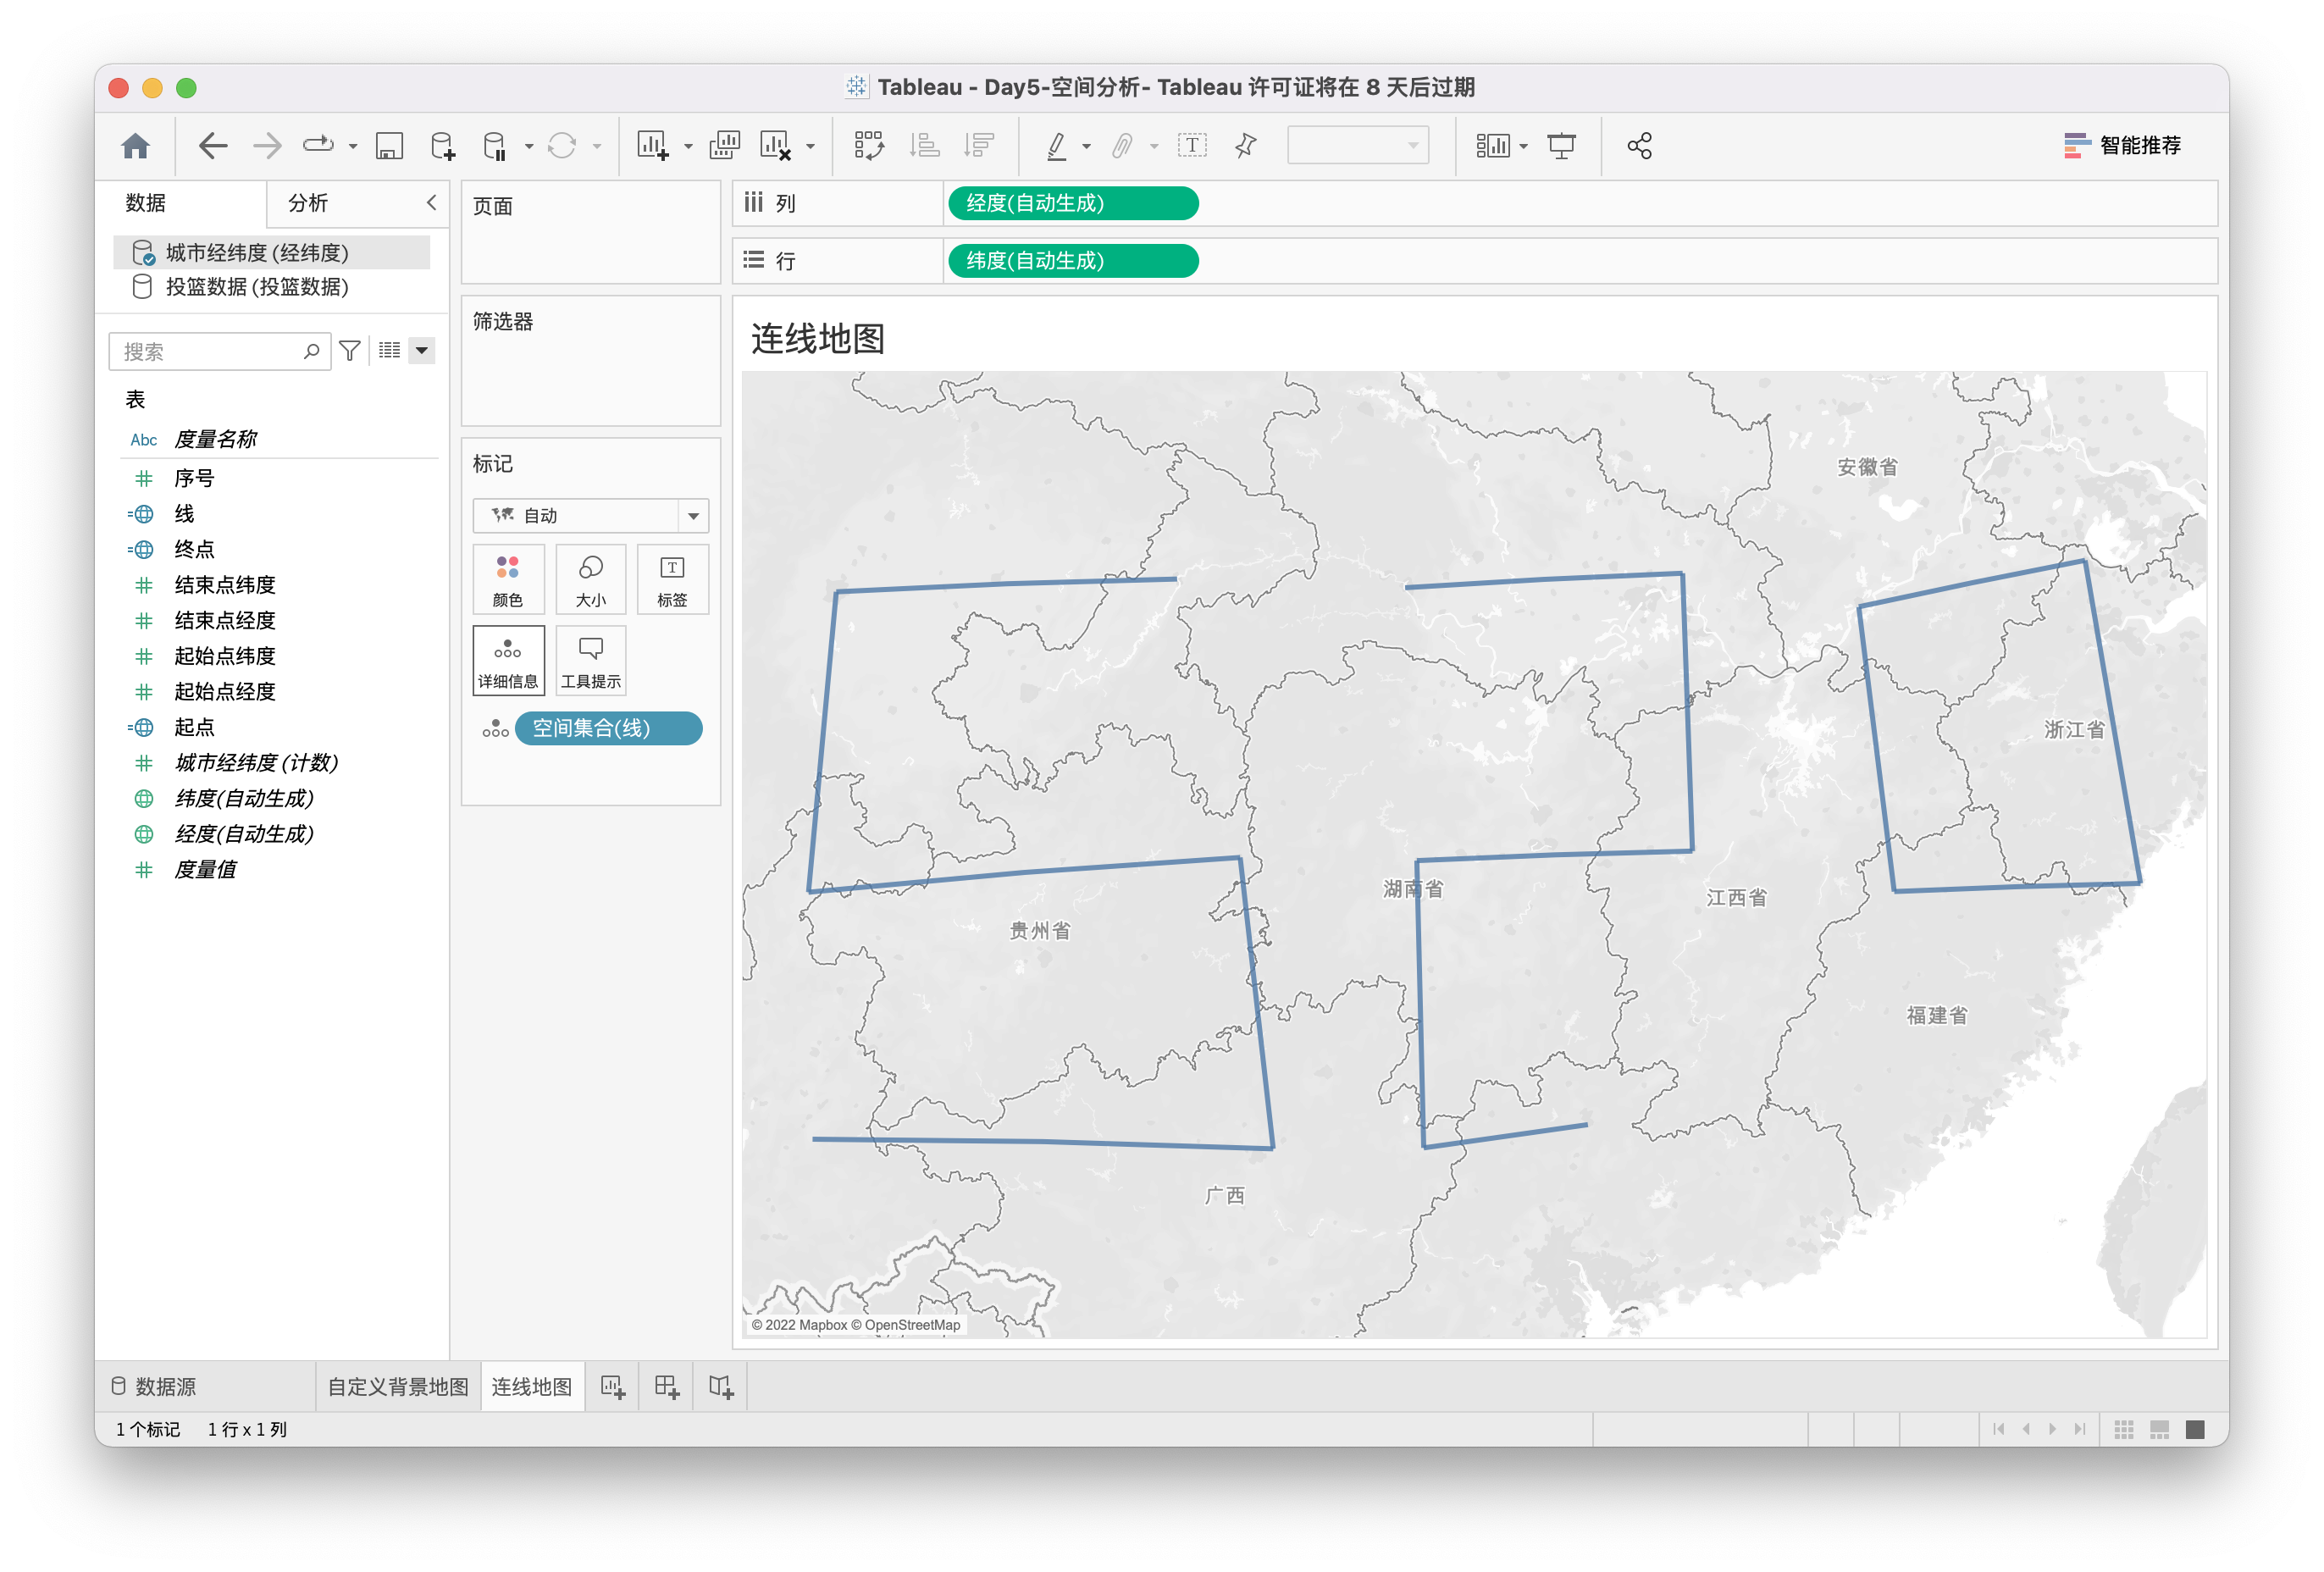 Tableau - Day5-空间分析- Tableau 许可证将在 8 天后过期
智能推荐
数据
分析
城市经纬度 (经纬度)
投篮数据 (投篮数据)
搜索
表
Abc 度量名称
序号
线
终点
结束点纬度
结束点经度
起始点纬度
起始点经度
起点
城市经纬度 (计数)
纬度(自动生成)
经度(自动生成)
度量值
页面
筛选器
标记
自动
颜色
大小
T
标签
详细信息
工具提示
空间集合(线)
列
经度(自动生成)
行
纬度(自动生成)
连线地图
安徽省
浙江省
湖南省
江西省
贵州省
福建省
广西
© 2022 Mapbox © OpenStreetMap
数据源
自定义背景地图
连线地图
1 个标记
1 行 x 1 列